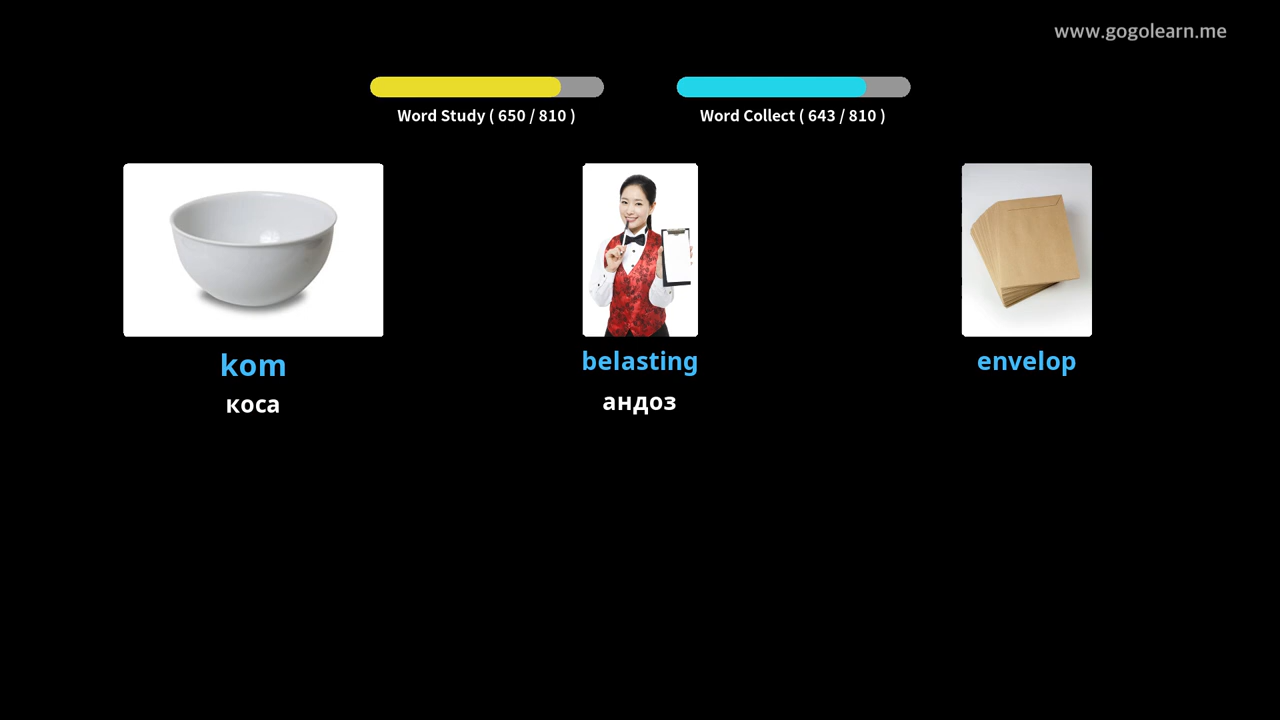 www.gogolearn.me
Word Study ( 650 / 810 )
Word Collect ( 643 / 810 )
kom
коса
belasting
андоз
envelop